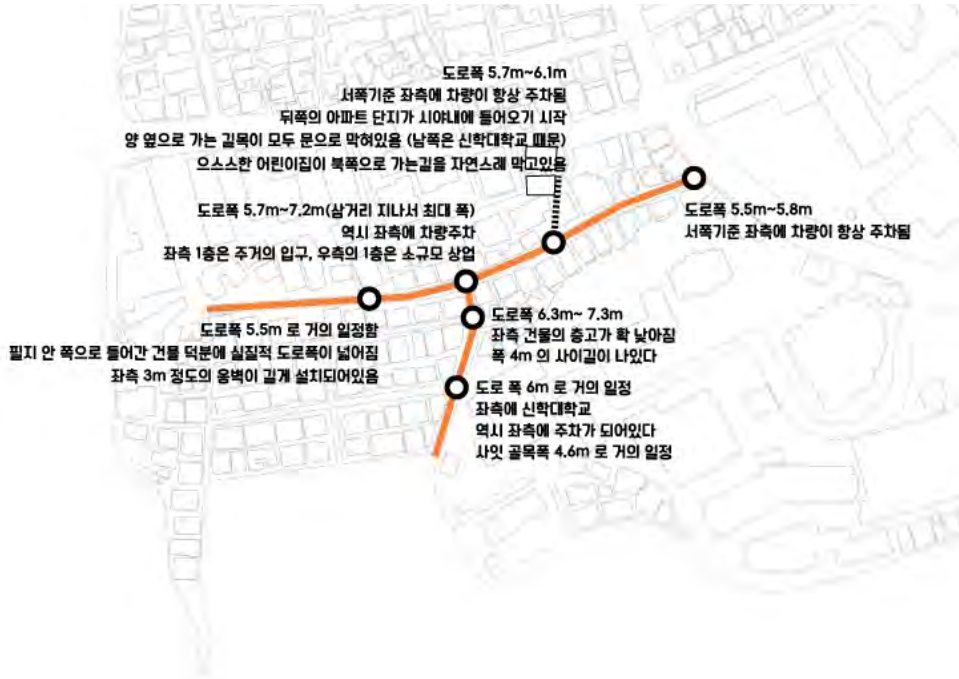 도로폭 5.7m~6.1m
서쪽기준 좌측에 차량이 항상 주차됨
뒤쪽의 아파트 단지가 시야내에 들어오기 시작
양 옆으로 가는 길목이 모두 문으로 막혀있음 (남쪽은 신학대학교 때문)
으스스한 어린이집이 북쪽으로 가는길을 자연스레 막고있음
도로폭 5.5m~5.8m
서쪽기준 좌측에 차량이 항상 주차됨
도로폭 5.7m~7.2m(삼거리 지나서 최대 폭)
역시 좌측에 차량주차
좌측 1층은 주거의 입구, 우측의 1층은 소규모 상업
도로폭 5.5m 로 거의 일정함
필지 안 쪽으로 들어간 건물 덕분에 실질적 도로폭이 넓어짐
좌측 3m 정도의 옹벽이 길게 설치되어있음
도로폭 6.3m~ 7.3m
좌측 건물의 층고가 확 낮아짐
폭 4m 의 사이길이 나있다
도로 폭 6m 로 거의 일정
좌측에 신학대학교
역시 좌측에 주차가 되어있다
사잇 골목폭 4.6m 로 거의 일정